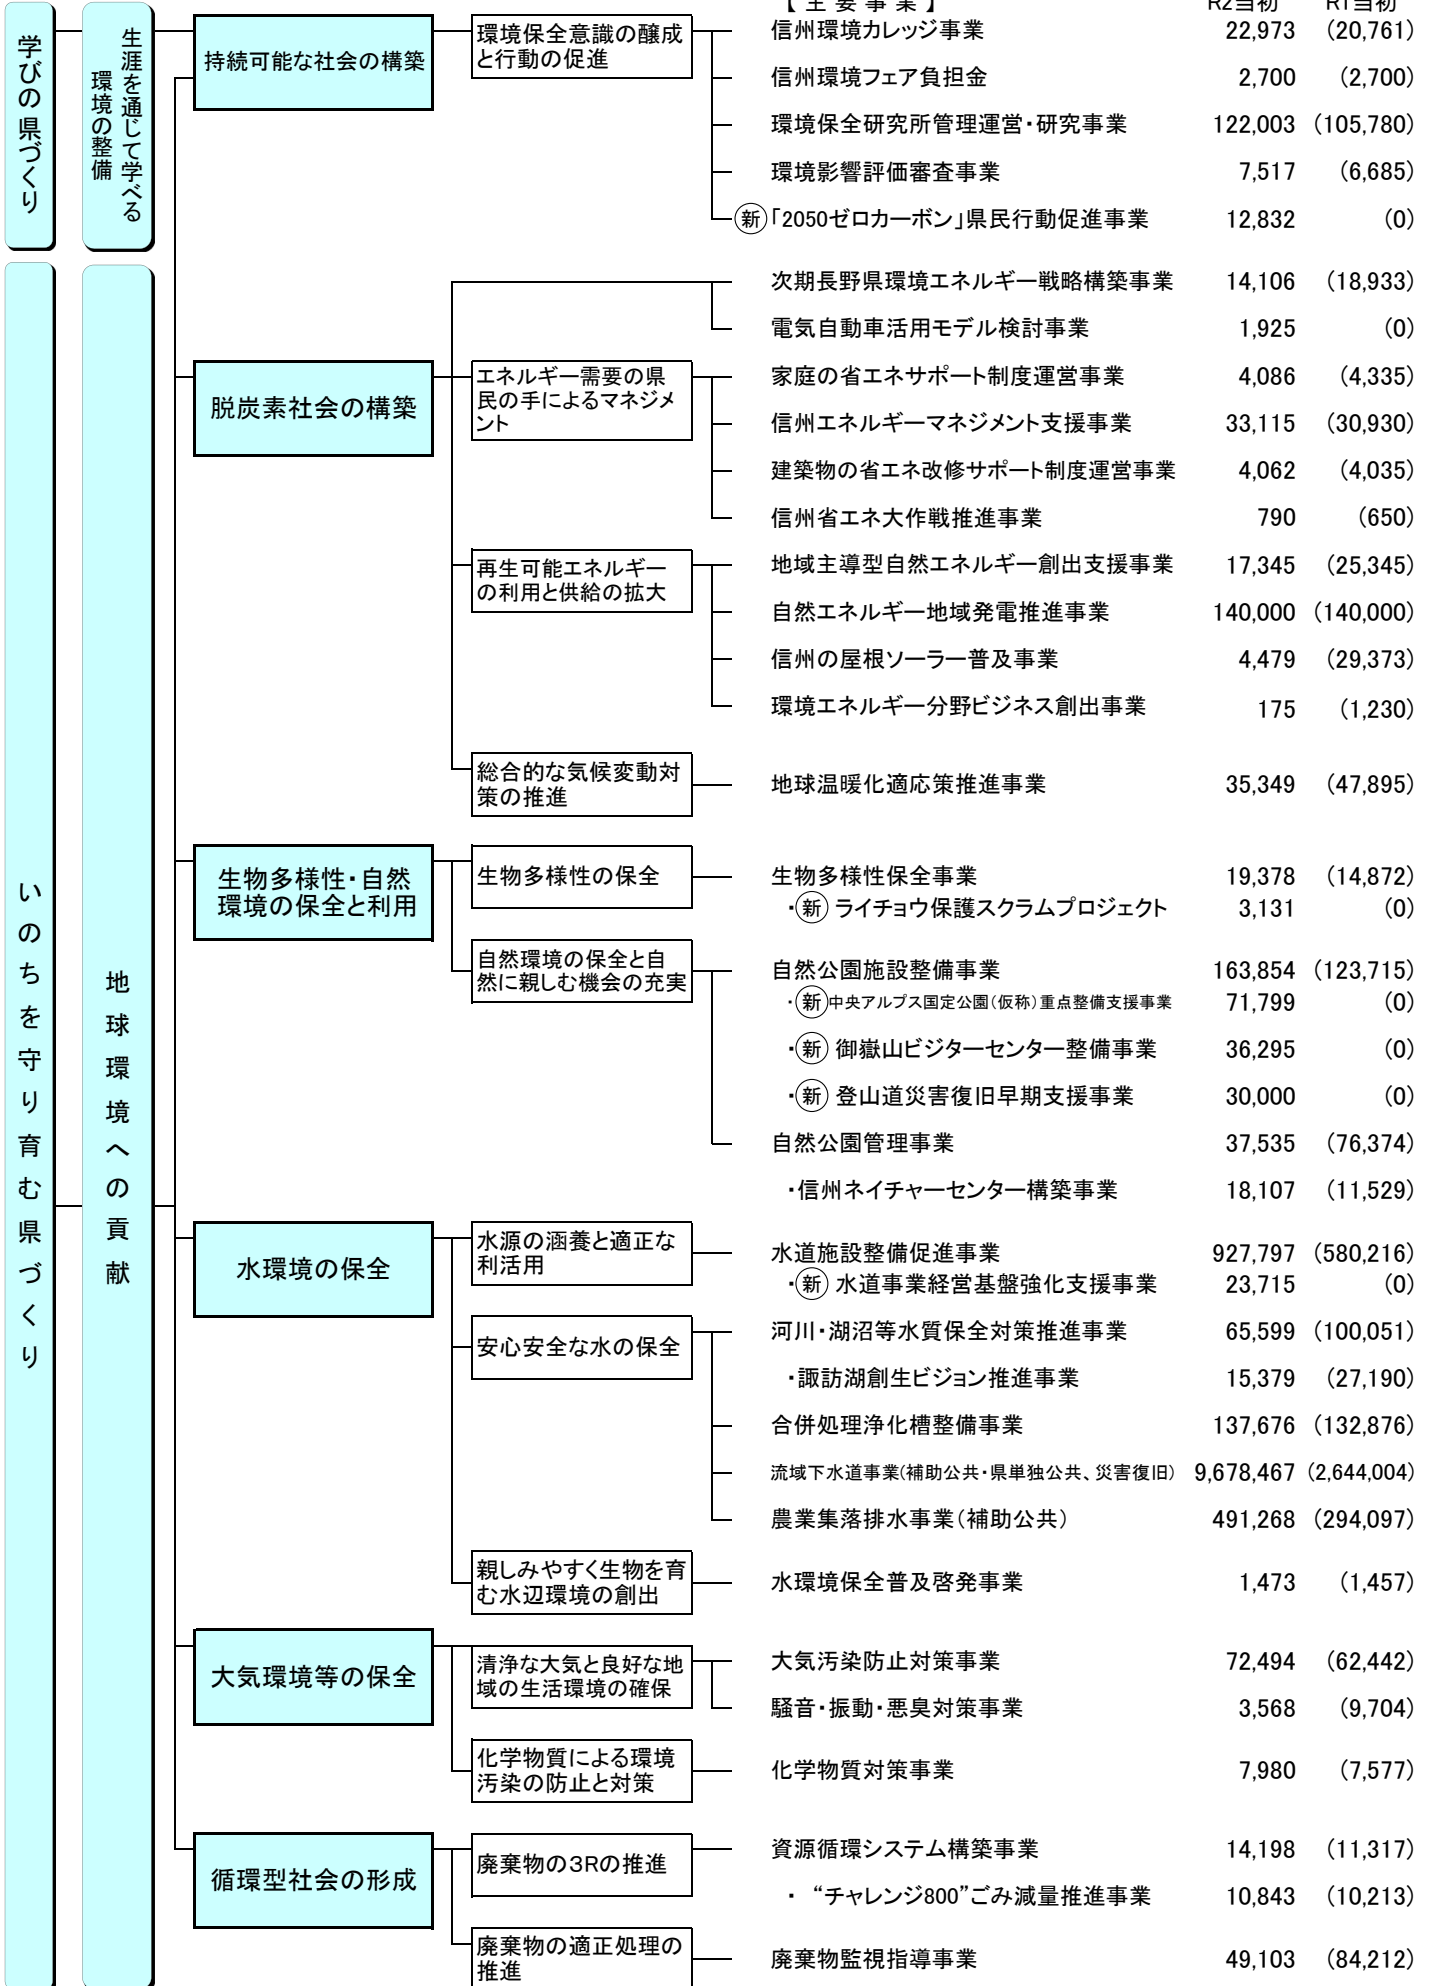 【 主 要 事 業 】 R2当初 R1当初
学びの県づくり
生涯を通じて学べる
環境の整備
持続可能な社会の構築
環境保全意識の醸成
と行動の促進
信州環境カレッジ事業 22,973 (20,761)
信州環境フェア負担金 2,700 (2,700)
環境保全研究所管理運営・研究事業 122,003 (105,780)
環境影響評価審査事業 7,517 (6,685)
新「2050ゼロカーボン」県民行動促進事業 12,832 (0)
いのちを守り育む県づくり
地球環境への貢献
脱炭素社会の構築
次期長野県環境エネルギー戦略構築事業 14,106 (18,933)
電気自動車活用モデル検討事業 1,925 (0)
エネルギー需要の県
民の手によるマネジメ
ント
家庭の省エネサポート制度運営事業 4,086 (4,335)
信州エネルギーマネジメント支援事業 33,115 (30,930)
建築物の省エネ改修サポート制度運営事業 4,062 (4,035)
信州省エネ大作戦推進事業 790 (650)
再生可能エネルギー
の利用と供給の拡大
地域主導型自然エネルギー創出支援事業 17,345 (25,345)
自然エネルギー地域発電推進事業 140,000 (140,000)
信州の屋根ソーラー普及事業 4,479 (29,373)
環境エネルギー分野ビジネス創出事業 175 (1,230)
総合的な気候変動対
策の推進
地球温暖化適応策推進事業 35,349 (47,895)
生物多様性・自然
環境の保全と利用
生物多様性の保全
生物多様性保全事業 19,378 (14,872)
・新 ライチョウ保護スクラムプロジェクト 3,131 (0)
自然環境の保全と自
然に親しむ機会の充実
自然公園施設整備事業 163,854 (123,715)
・新 中央アルプス国定公園(仮称)重点整備支援事業 71,799 (0)
・新 御嶽山ビジターセンター整備事業 36,295 (0)
・新 登山道災害復旧早期支援事業 30,000 (0)
自然公園管理事業 37,535 (76,374)
・信州ネイチャーセンター構築事業 18,107 (11,529)
水環境の保全
水源の涵養と適正な
利活用
水道施設整備促進事業 927,797 (580,216)
・新 水道事業経営基盤強化支援事業 23,715 (0)
安心安全な水の保全
河川・湖沼等水質保全対策推進事業 65,599 (100,051)
・諏訪湖創生ビジョン推進事業 15,379 (27,190)
合併処理浄化槽整備事業 137,676 (132,876)
流域下水道事業(補助公共・県単独公共、災害復旧) 9,678,467 (2,644,004)
農業集落排水事業(補助公共) 491,268 (294,097)
親しみやすく生物を育
む水辺環境の創出
水環境保全普及啓発事業 1,473 (1,457)
大気環境等の保全
清浄な大気と良好な地
域の生活環境の確保
大気汚染防止対策事業 72,494 (62,442)
騒音・振動・悪臭対策事業 3,568 (9,704)
化学物質による環境
汚染の防止と対策
化学物質対策事業 7,980 (7,577)
循環型社会の形成
廃棄物の3Rの推進
資源循環システム構築事業 14,198 (11,317)
・ “チャレンジ800”ごみ減量推進事業 10,843 (10,213)
廃棄物の適正処理の
推進
廃棄物監視指導事業 49,103 (84,212)